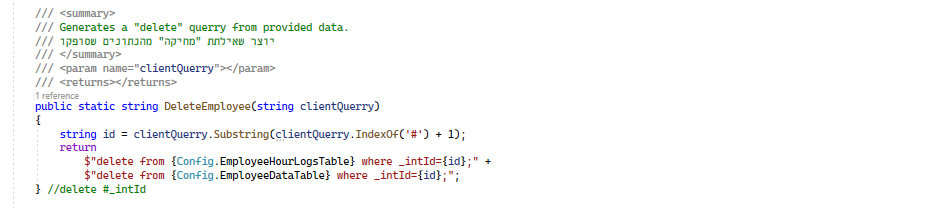 /// <summary>
/// Generates a "delete" querry from provided data.
/// יוצר שאילתת "מחיקה" מהנתונים שסופקו
/// </summary>
/// <param name="clientQuerry"></param>
/// <returns></returns>
1 reference
public static string DeleteEmployee(string clientQuerry)
{
string id = clientQuerry.Substring(clientQuerry.IndexOf('#') + 1);
return
$"delete from {Config.EmployeeHourLogsTable} where _intId={id};" +
$"delete from {Config.EmployeeDataTable} where _intId={id};";
} //delete #_intId